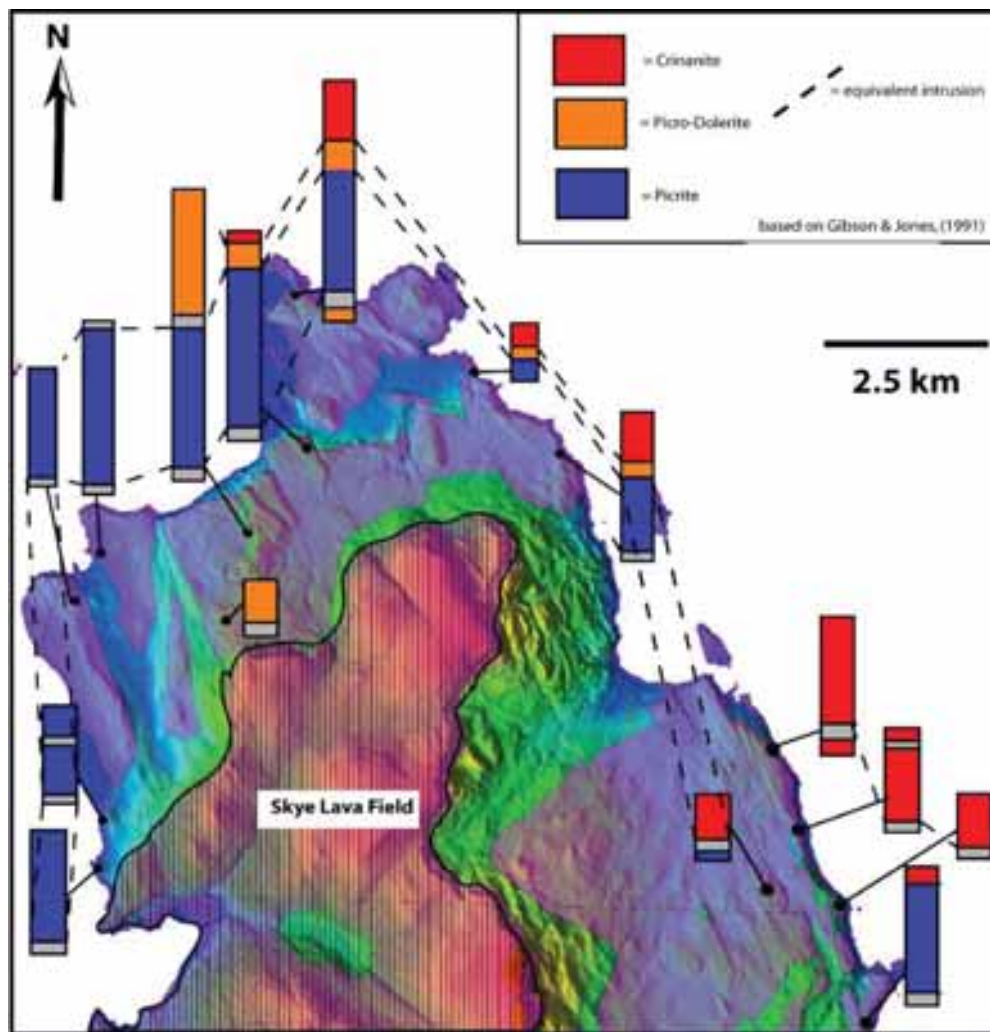 N
= Crinanite
= Picro-Dolerite
= equivalent intrusion
= Picrite
based on Gibson & Jones, (1991)
2.5 km
Skye Lava Field